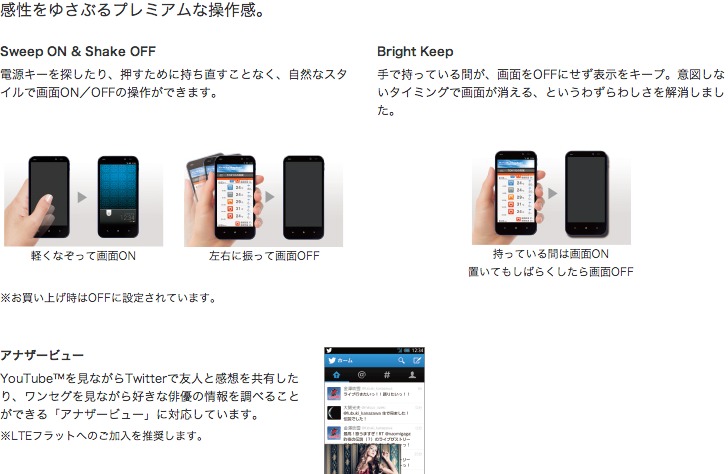 感性をゆさぶるプレミアムな操作感。
Sweep ON & Shake OFF
電源キーを探したり、押すために持ち直すことなく、自然なスタ
イルで画面ON／OFFの操作ができます。
軽くなぞって画面ON
左右に振って画面OFF
※お買い上げ時はOFFに設定されています。
Bright Keep
手で持っている間が、画面をOFFにせず表示をキープ。意図しな
いタイミングで画面が消える、というわずらわしさを解消しまし
た。
持っている間は画面ON
置いてもしばらくしたら画面OFF
アナザービュー
YouTube™を見ながらTwitterで友人と感想を共有した
り、ワンセグを見ながら好きな俳優の情報を調べること
ができる「アナザービュー」に対応しています。
※LTEフラットへのご加入を推奨します。
12:34
ホーム
ライブ行きたいっ！！語りたいっ！！